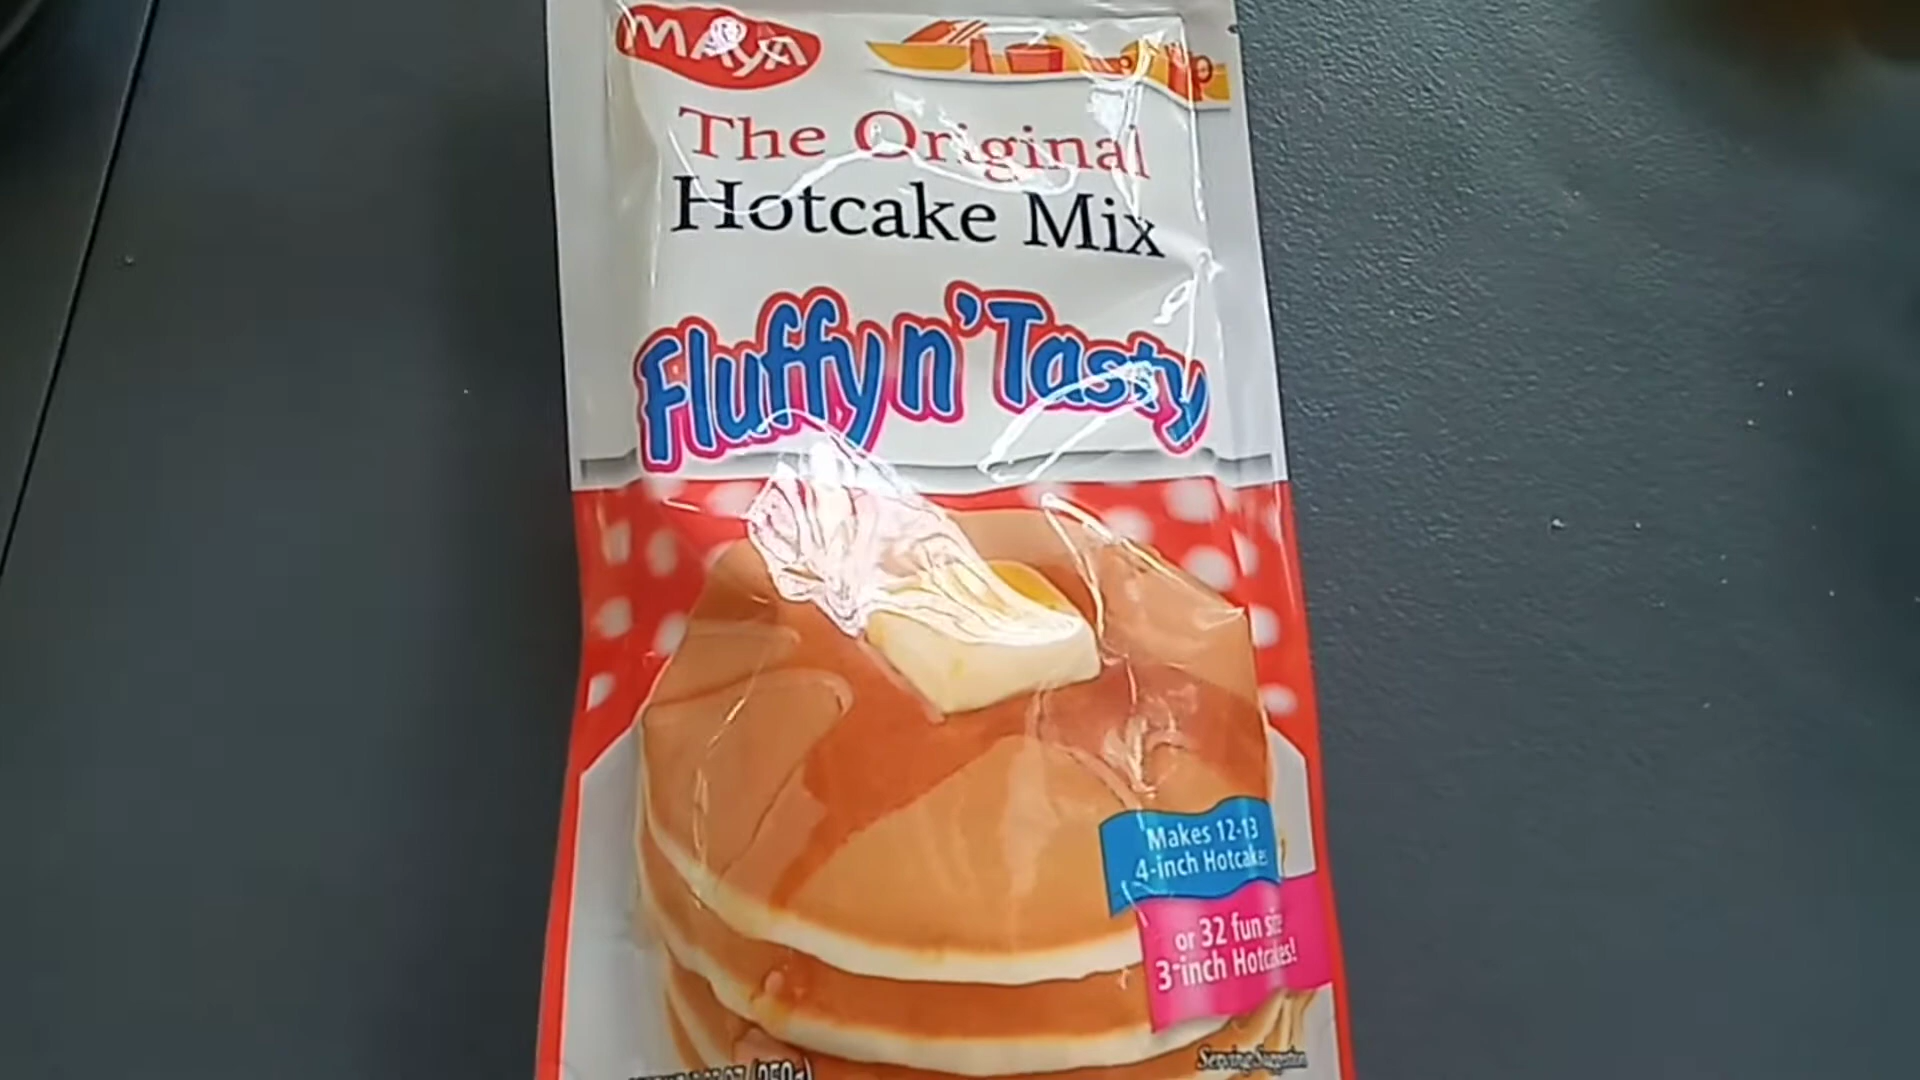 MAYA
The Original
Hotcake Mix
Fluffy n' Tasty
Makes 12-13
4-inch Hotcakes
or 32 fun size
3-inch Hotcakes!
Serving Suggestion
(250g)